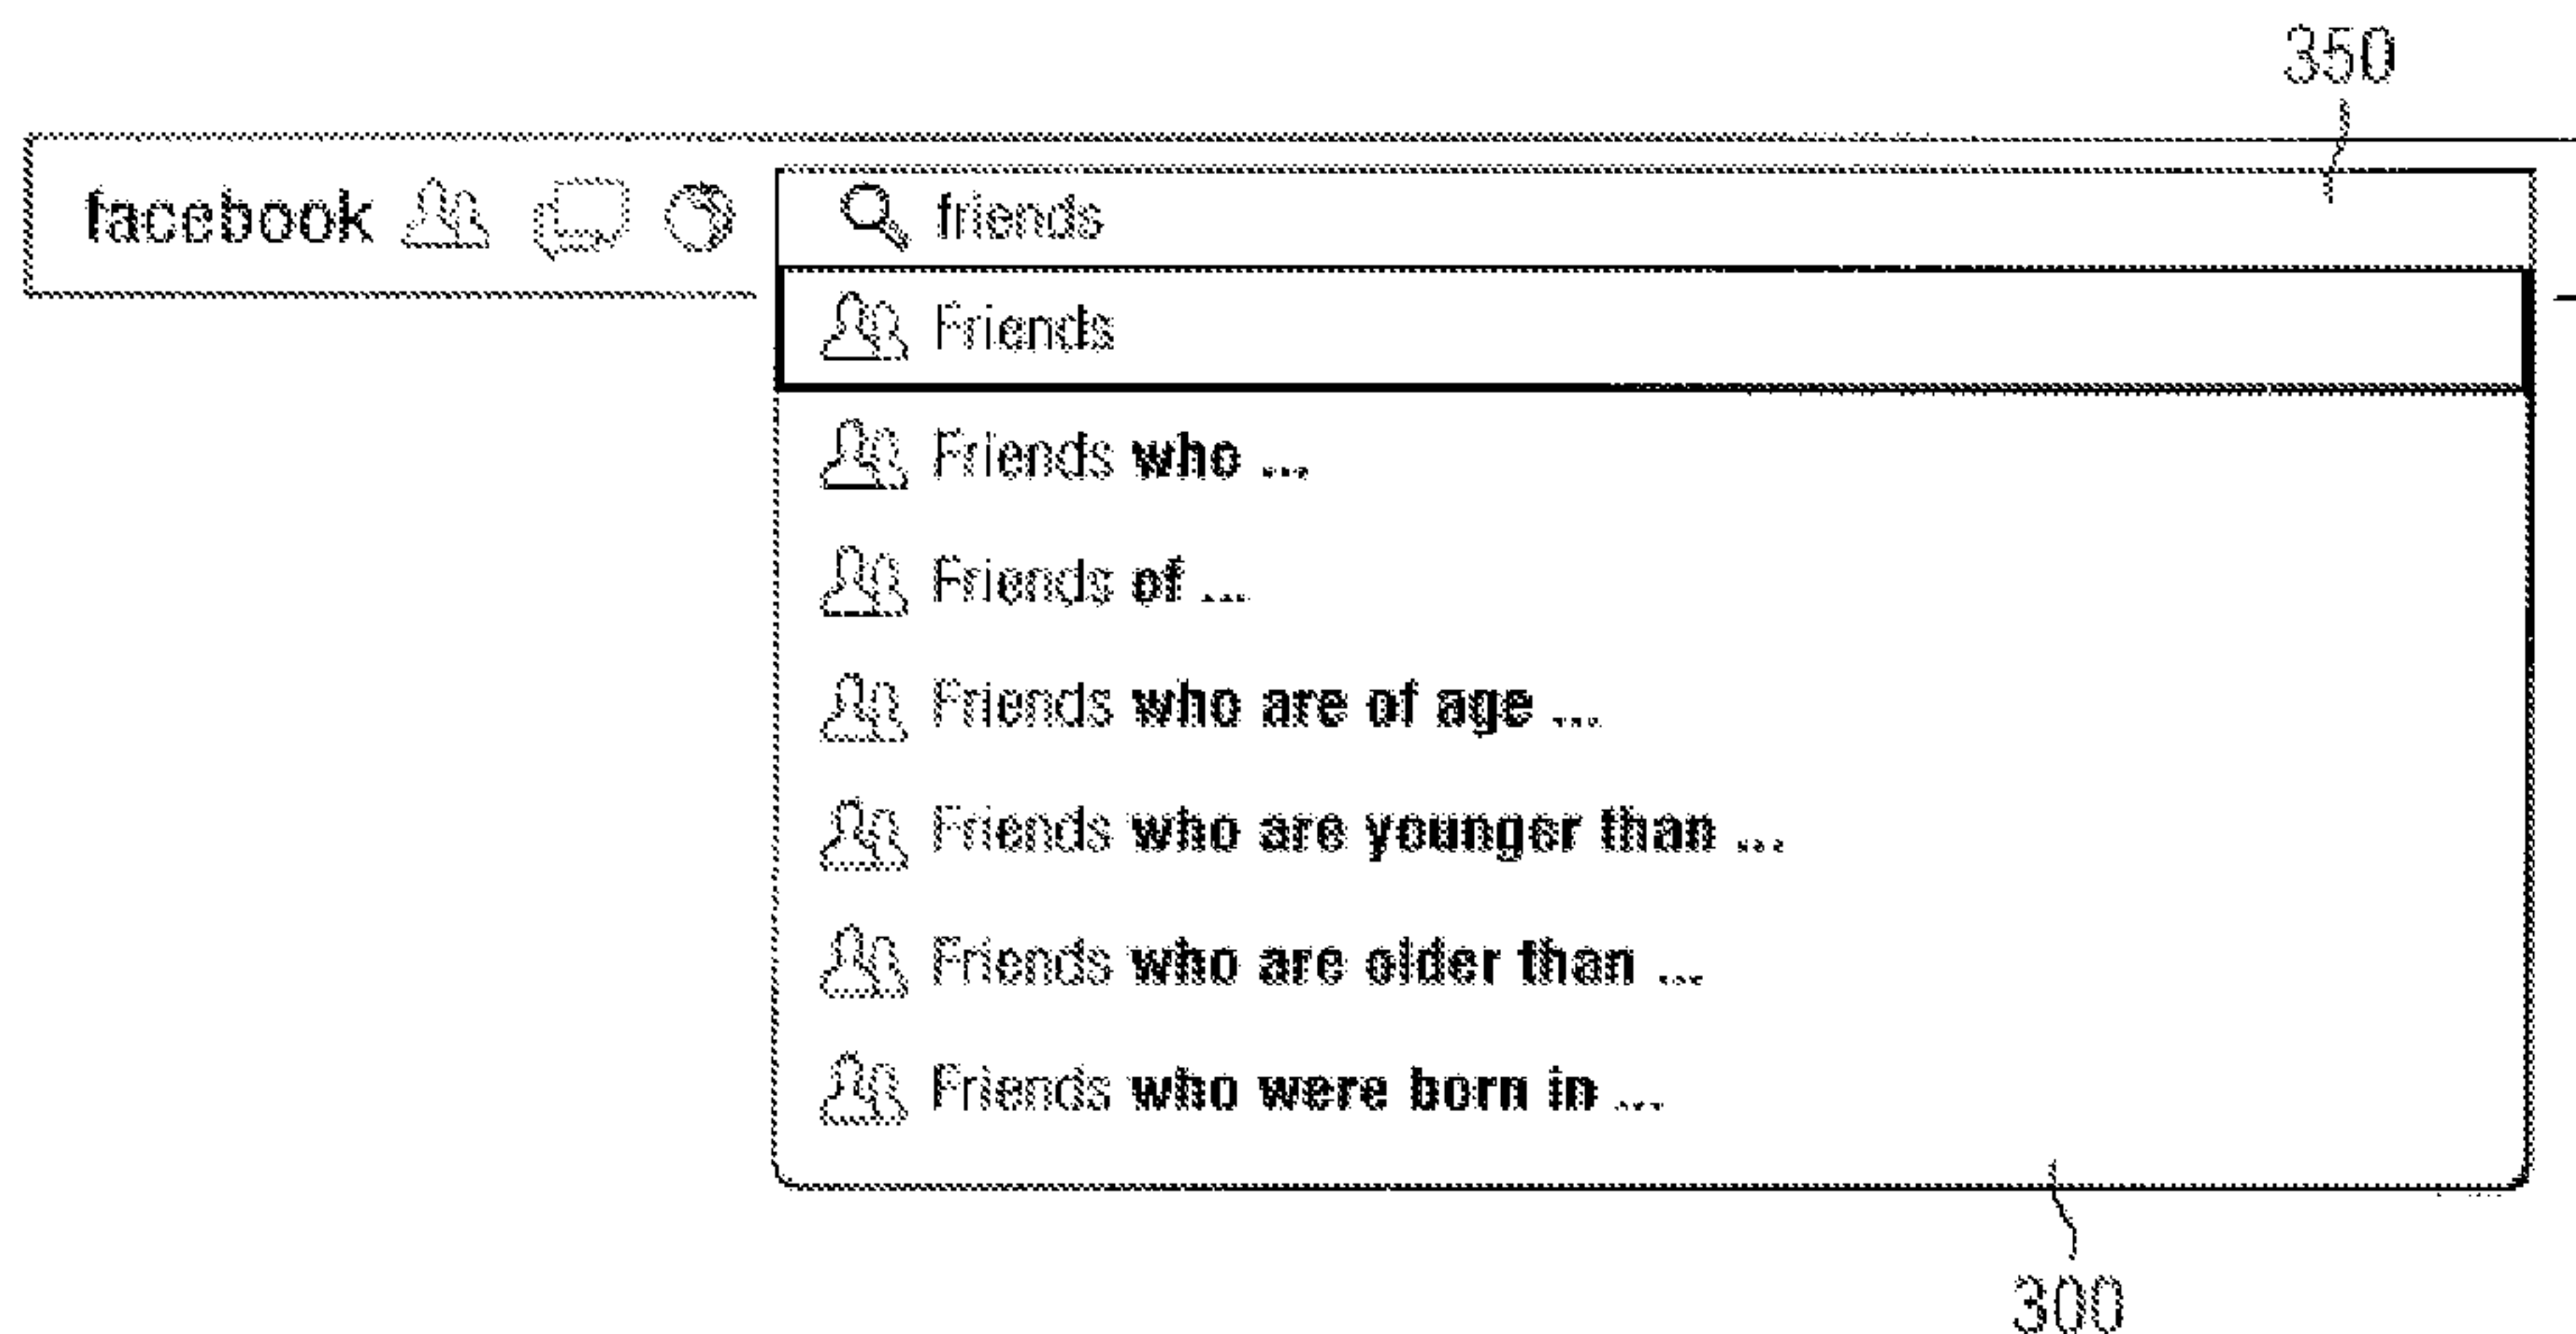 350
facebook friends
Friends
Friends who ...
Friends of ...
Friends who are of age ...
Friends who are younger than ...
Friends who are older than ...
Friends who were born in ...
300